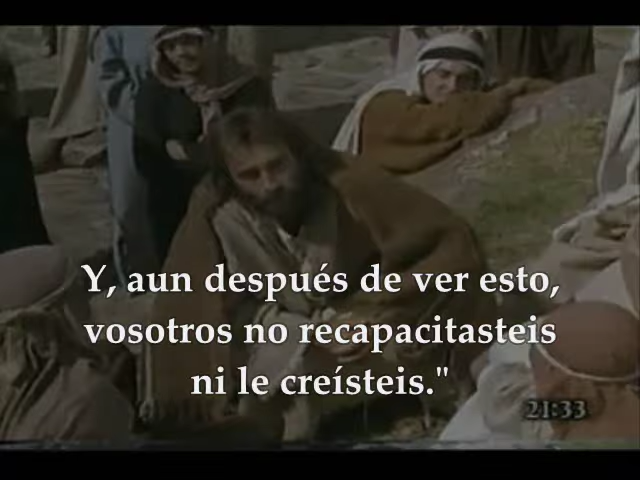 Y, aun después de ver esto,
vosotros no recapacitasteis
ni le creísteis."
21:33